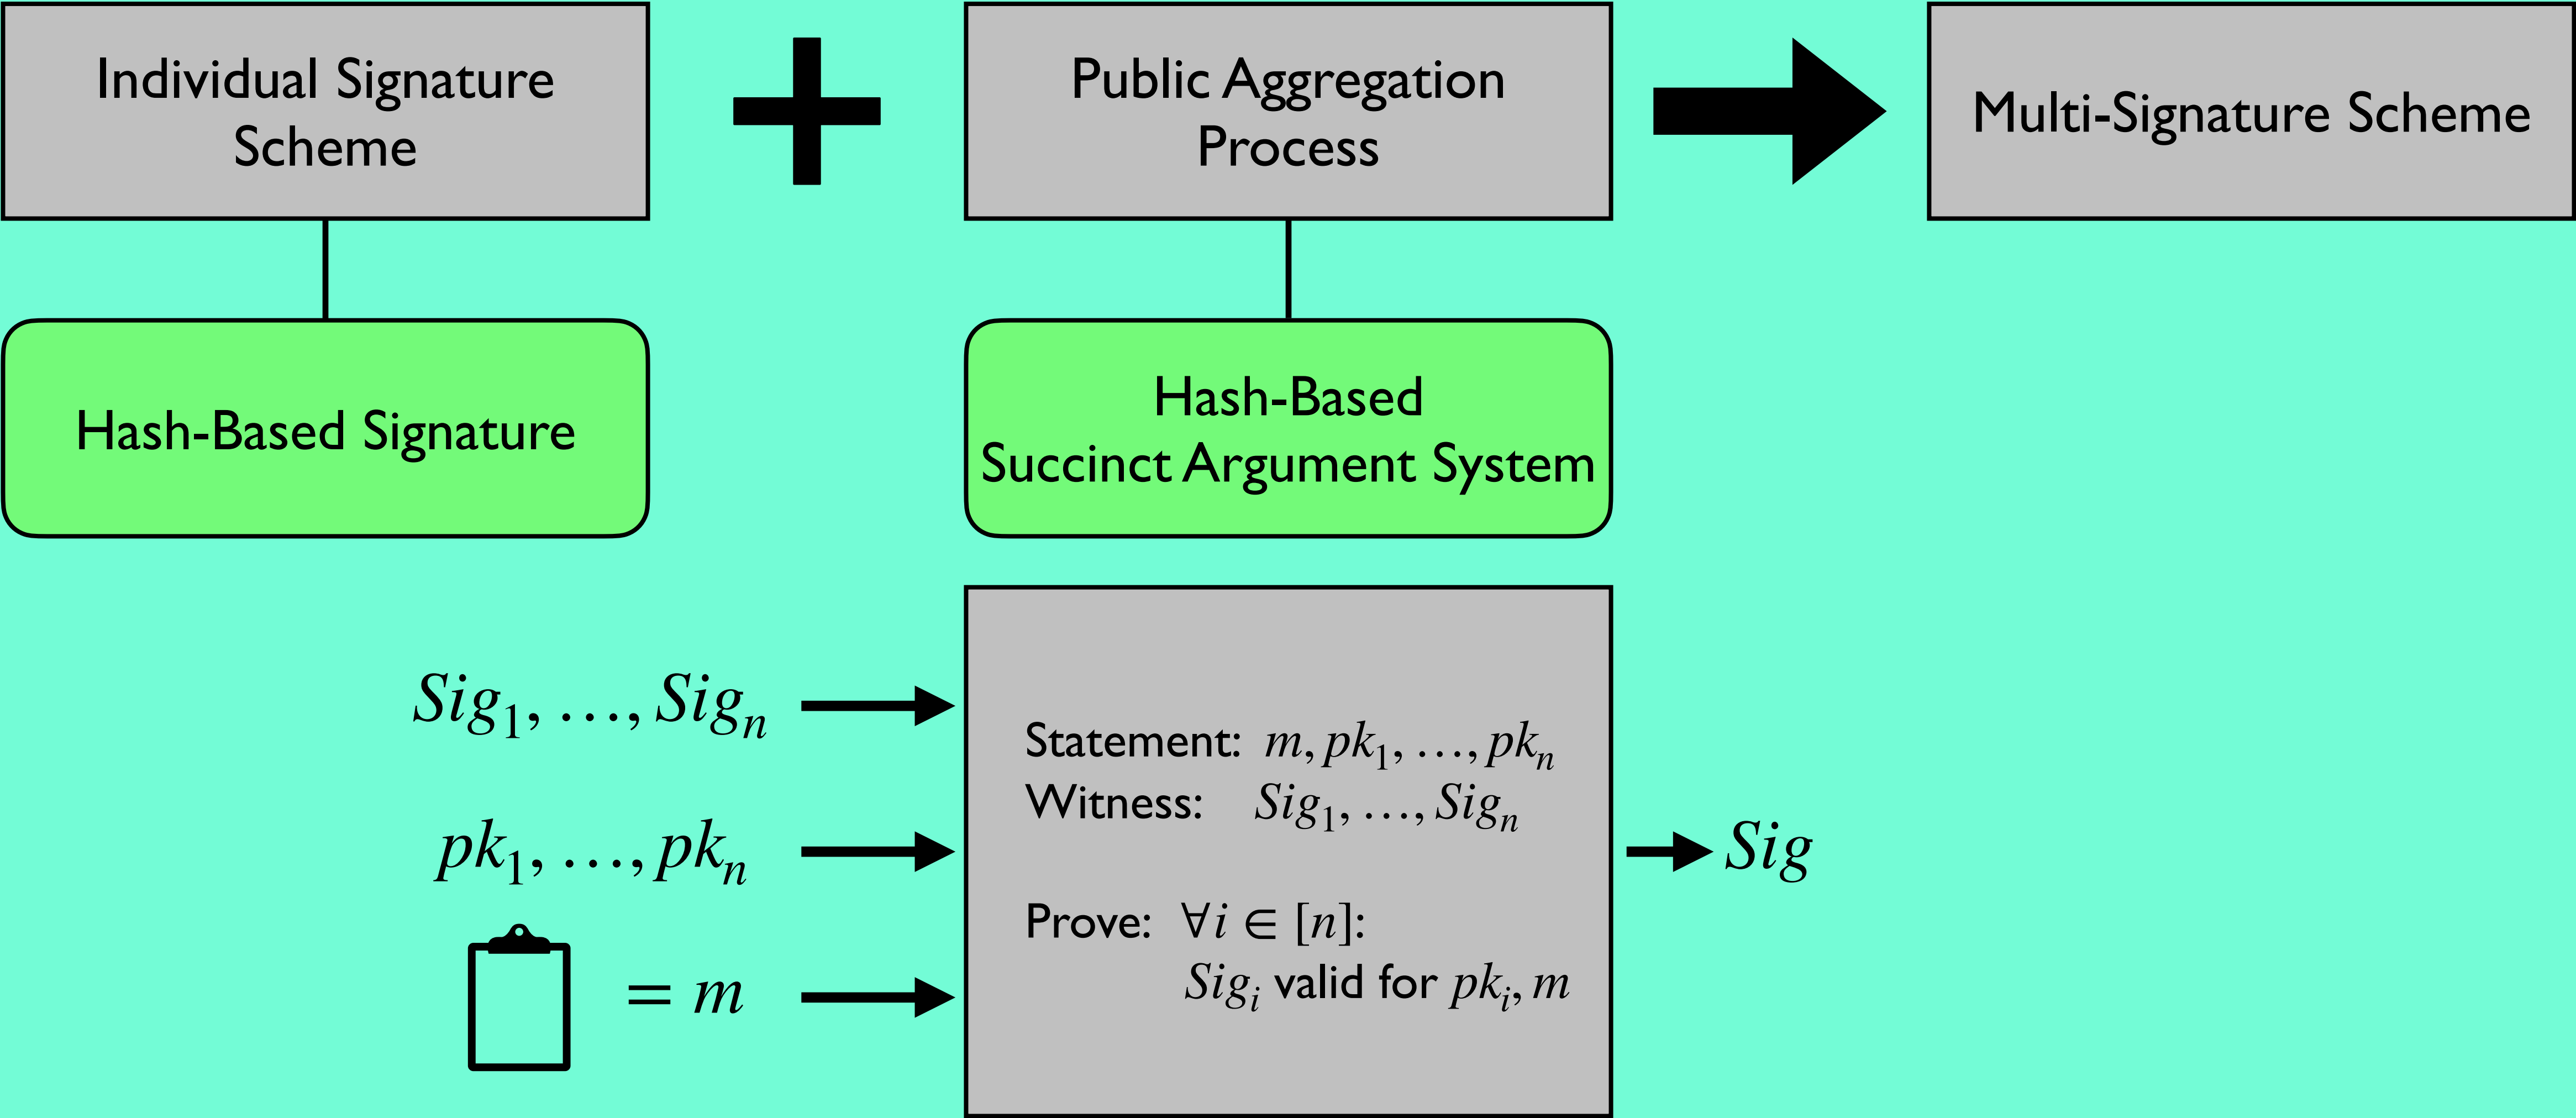 Individual Signature
Scheme
Public Aggregation
Process
Multi-Signature Scheme
Hash-Based Signature
Hash-Based
Succinct Argument System
Sig₁, …, Sigₙ
pk₁, …, pkₙ
= m
Statement: m, pk₁, …, pkₙ
Witness: Sig₁, …, Sigₙ
Prove: ∀i ∈ [n]:
Sigᵢ valid for pkᵢ, m
Sig